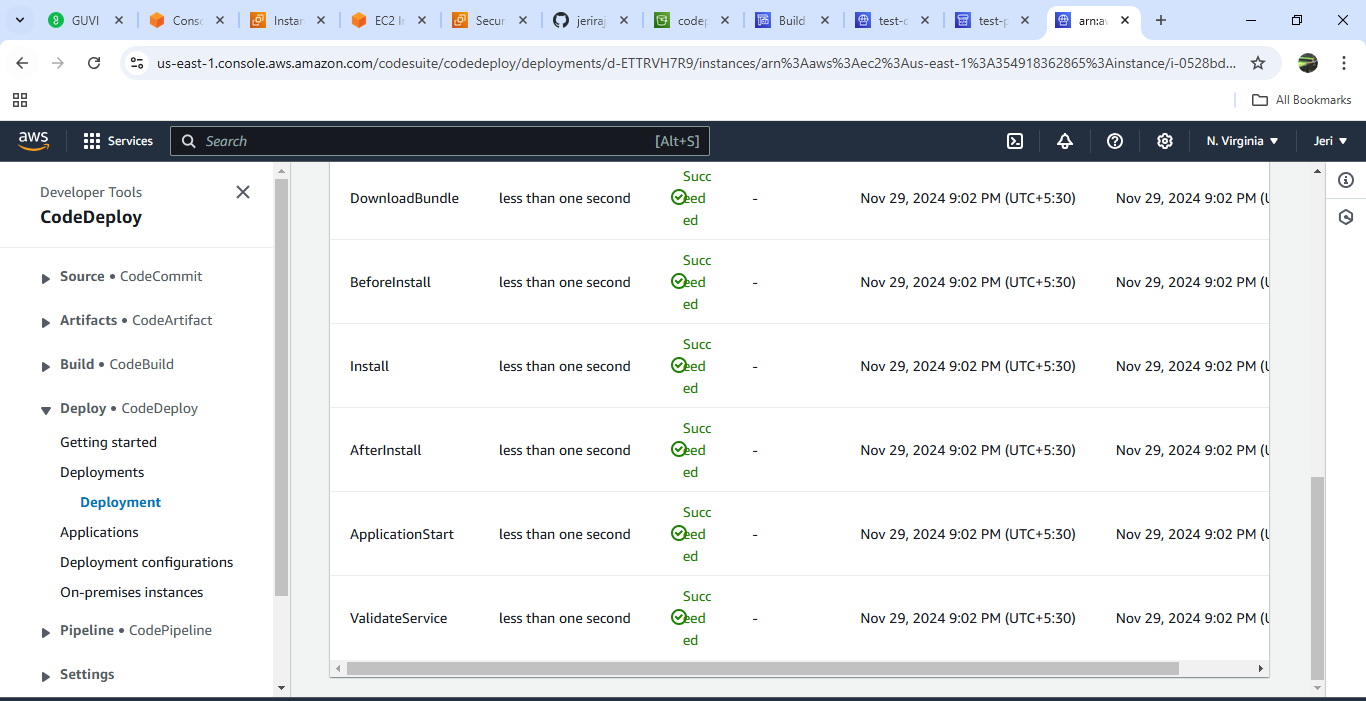 GUVI
Conso
Instan
EC2 In
Secur
jeriraj
codep
Build
test-c
test-p
arn:av
us-east-1.console.aws.amazon.com/codesuite/codedeploy/deployments/d-ETTRVH7R9/instances/arn%3Aaws%3Aec2%3Aus-east-1%3A354918362865%3Ainstance/i-0528bd...
All Bookmarks
aws
Services
Search
[Alt+S]
N. Virginia
Jeri
Developer Tools
CodeDeploy
Source • CodeCommit
Artifacts • CodeArtifact
Build • CodeBuild
Deploy • CodeDeploy
Getting started
Deployments
Deployment
Applications
Deployment configurations
On-premises instances
Pipeline • CodePipeline
Settings
DownloadBundle less than one second Succeeded - Nov 29, 2024 9:02 PM (UTC+5:30) Nov 29, 2024 9:02 PM (U
BeforeInstall less than one second Succeeded - Nov 29, 2024 9:02 PM (UTC+5:30) Nov 29, 2024 9:02 PM (U
Install less than one second Succeeded - Nov 29, 2024 9:02 PM (UTC+5:30) Nov 29, 2024 9:02 PM (U
AfterInstall less than one second Succeeded - Nov 29, 2024 9:02 PM (UTC+5:30) Nov 29, 2024 9:02 PM (U
ApplicationStart less than one second Succeeded - Nov 29, 2024 9:02 PM (UTC+5:30) Nov 29, 2024 9:02 PM (U
ValidateService less than one second Succeeded - Nov 29, 2024 9:02 PM (UTC+5:30) Nov 29, 2024 9:02 PM (U